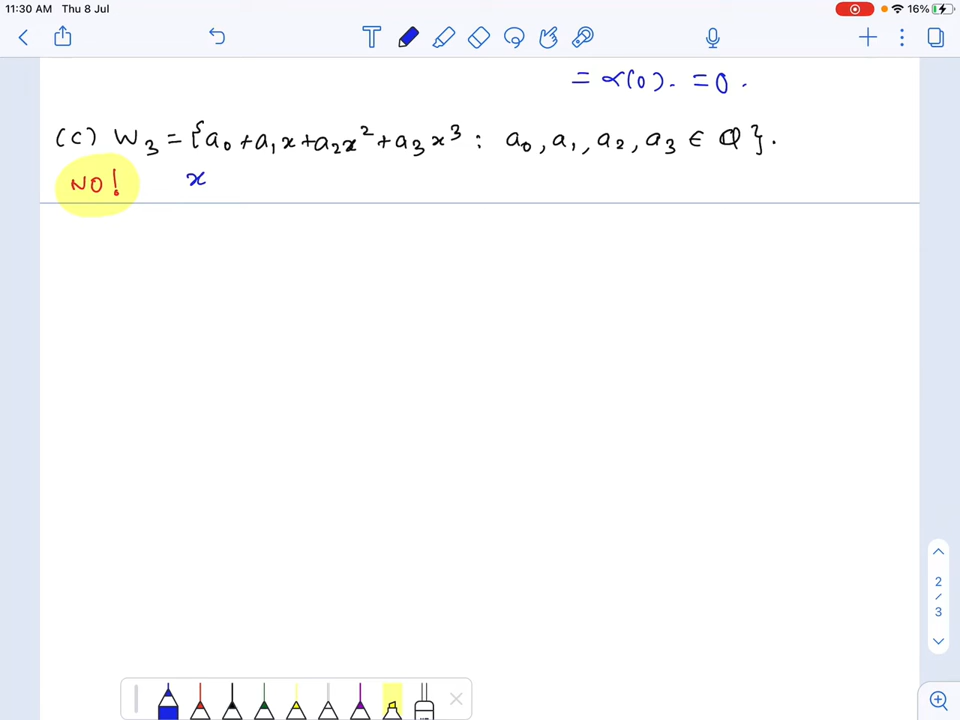 11:30 AM Thu 8 Jul 16%
T
= α(0). = 0.
(c) W₃ = {a₀ + a₁x + a₂x² + a₃x³ : a₀, a₁, a₂, a₃ ∈ ℚ}.
NO! x
2
/
3